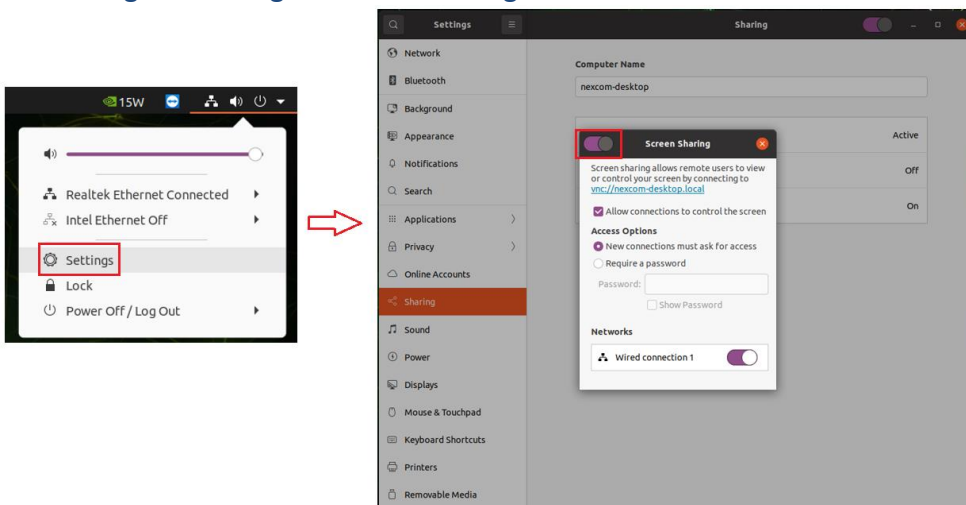 15W
Realtek Ethernet Connected
Intel Ethernet Off
Settings
Lock
Power Off / Log Out
Settings
Sharing
Network
Bluetooth
Background
Appearance
Notifications
Search
Applications
Privacy
Online Accounts
Sharing
Sound
Power
Displays
Mouse & Touchpad
Keyboard Shortcuts
Printers
Removable Media
Computer Name
nexcom-desktop
Active
Off
On
Screen Sharing
Screen sharing allows remote users to view
or control your screen by connecting to
vnc://nexcom-desktop.local
Allow connections to control the screen
Access Options
New connections must ask for access
Require a password
Password:
Show Password
Networks
Wired connection 1